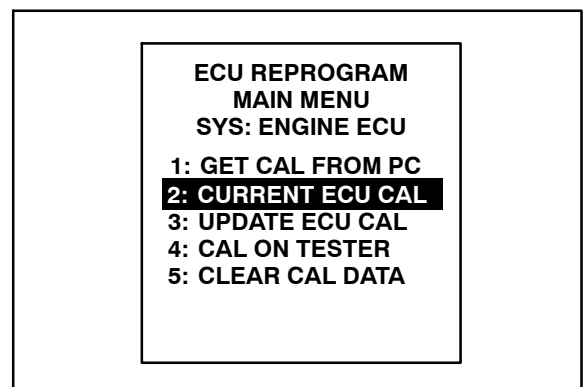 ECU REPROGRAM
MAIN MENU
SYS: ENGINE ECU
1: GET CAL FROM PC
2: CURRENT ECU CAL
3: UPDATE ECU CAL
4: CAL ON TESTER
5: CLEAR CAL DATA